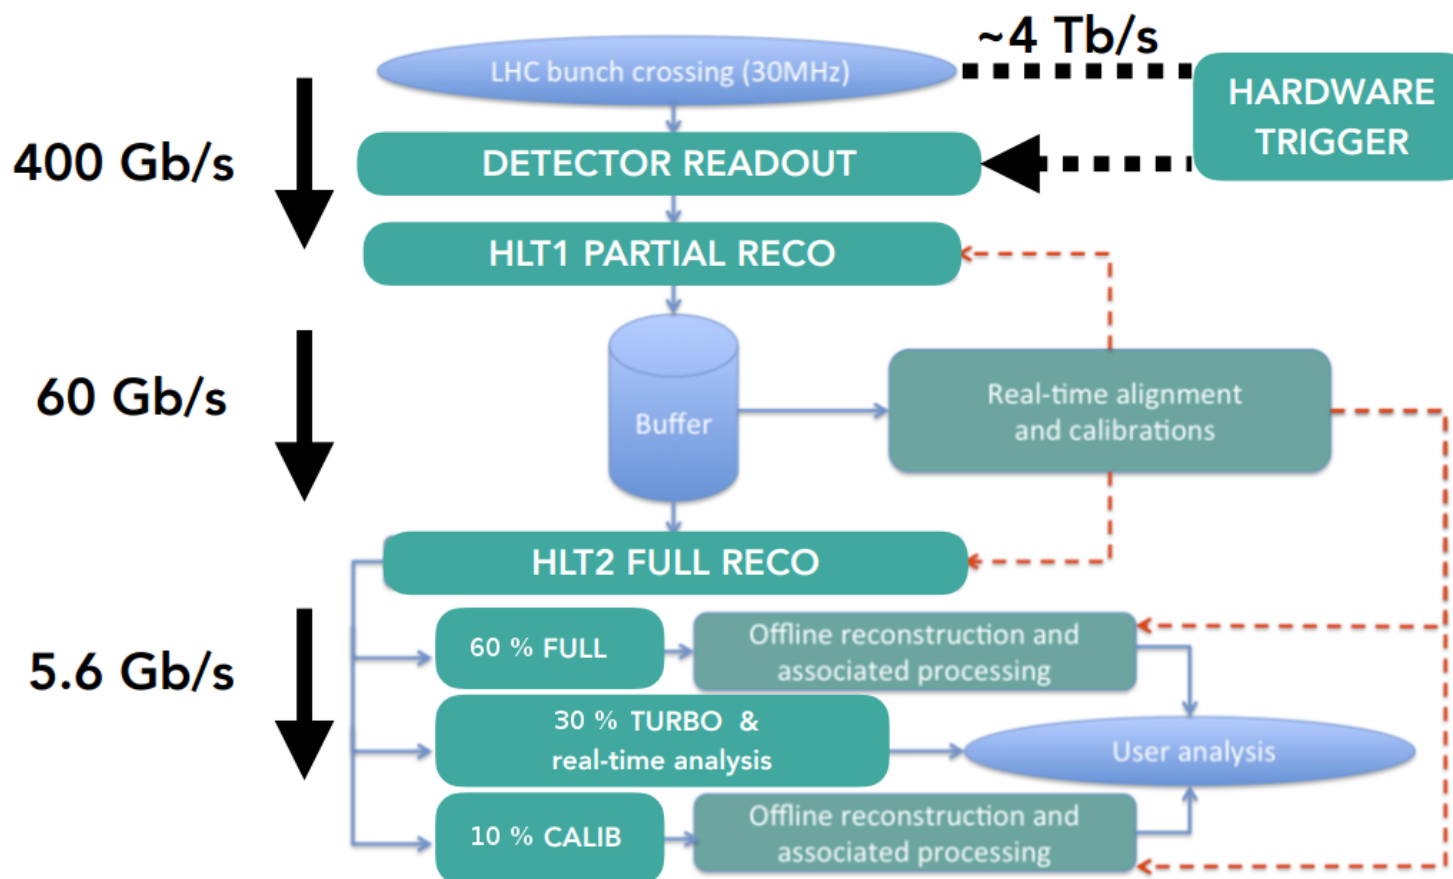 ~4 Tb/s
LHC bunch crossing (30MHz)
HARDWARE
TRIGGER
400 Gb/s
DETECTOR READOUT
HLT1 PARTIAL RECO
60 Gb/s
Buffer
Real-time alignment
and calibrations
HLT2 FULL RECO
5.6 Gb/s
60 % FULL
Offline reconstruction and
associated processing
30 % TURBO &
real-time analysis
User analysis
10 % CALIB
Offline reconstruction and
associated processing